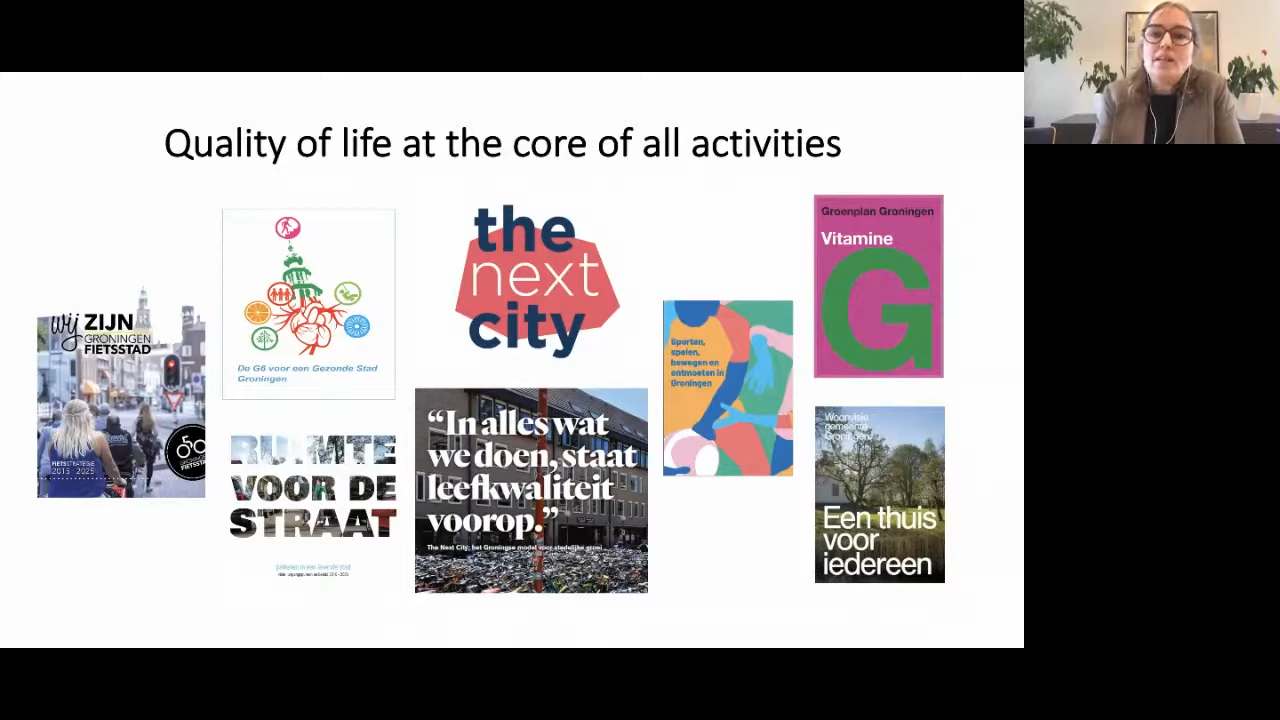 Quality of life at the core of all activities
wij ZIJN
GRONINGEN
FIETSSTAD
FIETSSTRATEGIE
2015 - 2025
De G6 voor een Gezonde Stad
Groningen
RUIMTE
VOOR DE
STRAAT
the
next
city
“In alles wat
we doen, staat
leefkwaliteit
voorop.”
The Next City: het Groningse model voor stedelijke groei
Sporten,
spelen,
bewegen en
ontmoeten in
Groningen
Groenplan Groningen
Vitamine
G
Woonvisie
gemeente
Groningen
Een thuis
voor
iedereen